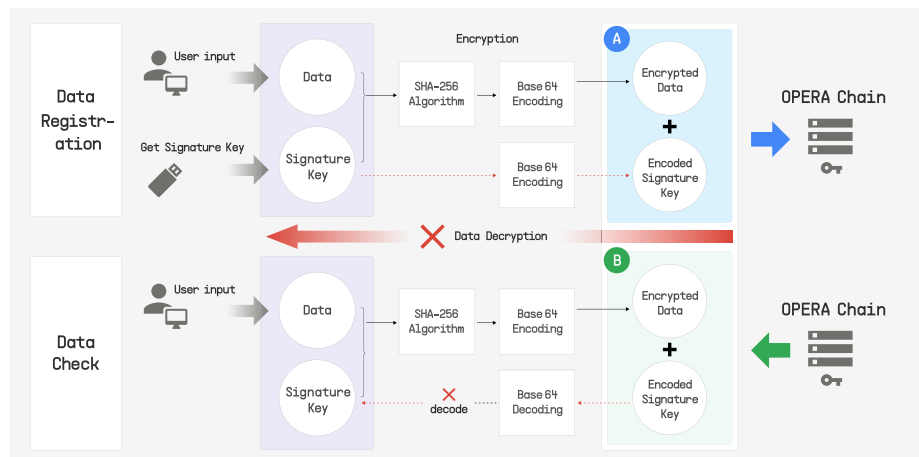 Data
Registr-
ation
User input
Get Signature Key
Data
Signature
Key
Encryption
SHA-256
Algorithm
Base 64
Encoding
Base 64
Encoding
A
Encrypted
Data
+
Encoded
Signature
Key
OPERA Chain
Data Decryption
Data
Check
User input
Data
Signature
Key
SHA-256
Algorithm
Base 64
Encoding
decode
Base 64
Decoding
B
Encrypted
Data
+
Encoded
Signature
Key
OPERA Chain